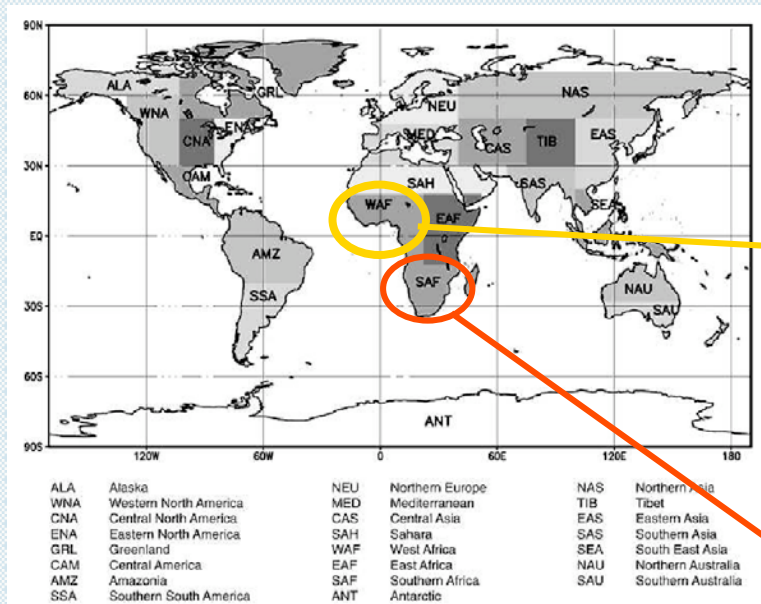 90N
60N
30N
EQ
30S
60S
90S
ALA
GRL
WNA
CNA
ENA
CAM
AMZ
SSA
NEU
NAS
MED
CAS
TIB
EAS
SAH
SAS
WAF
EAF
SEA
SAF
NAU
SAU
ANT
120W 60W 0 60E 120E 180
ALA Alaska NEU Northern Europe NAS Northern Asia
WNA Western North America MED Mediterranean TIB Tibet
CNA Central North America CAS Central Asia EAS Eastern Asia
ENA Eastern North America SAH Sahara SAS Southern Asia
GRL Greenland WAF West Africa SEA South East Asia
CAM Central America EAF East Africa NAU Northern Australia
AMZ Amazonia SAF Southern Africa SAU Southern Australia
SSA Southern South America ANT Antarctic